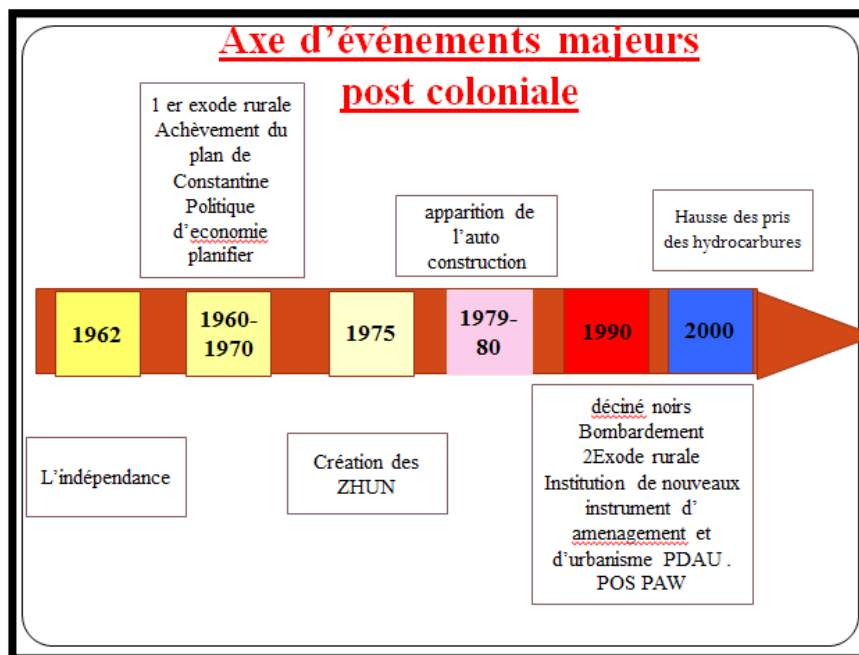 Axe d’événements majeurs
post coloniale
1 er exode rurale
Achèvement du
plan de
Constantine
Politique
d’economie
planifier
apparition de
l’auto
construction
Hausse des pris
des hydrocarbures
1962
1960-
1970
1975
1979-
80
1990
2000
L’indépendance
Création des
ZHUN
déciné noirs
Bombardement
2Exode rurale
Institution de nouveaux
instrument d’
amenagement et
d’urbanisme PDAU .
POS PAW